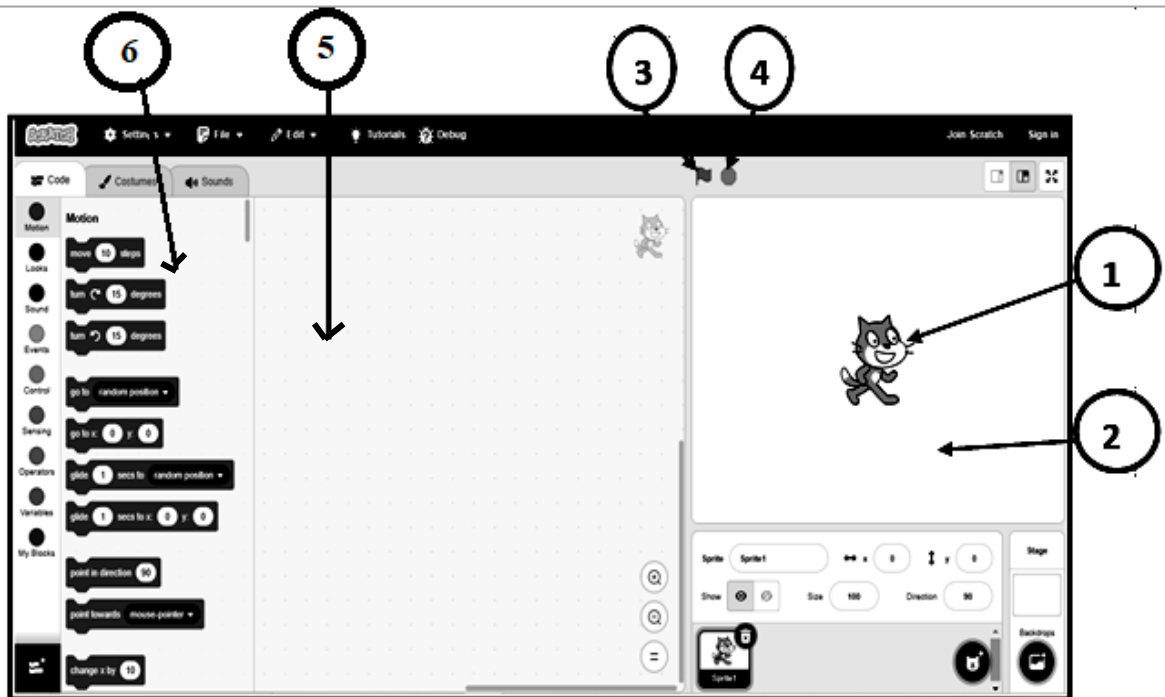 6
5
3
4
SCRATCH Settings File Edit Tutorials Debug Join Scratch Sign in
Code Costumes Sounds
Motion
Looks
Sound
Events
Control
Sensing
Operators
Variables
My Blocks
Motion
move 10 steps
turn 15 degrees
turn 15 degrees
go to random position
go to x: 0 y: 0
glide 1 secs to random position
glide 1 secs to x: 0 y: 0
point in direction 90
point towards mouse-pointer
change x by 10
1
2
Sprite Sprite1 x 0 y 0
Show Size 100 Direction 90
Sprite1
Stage
Backdrops